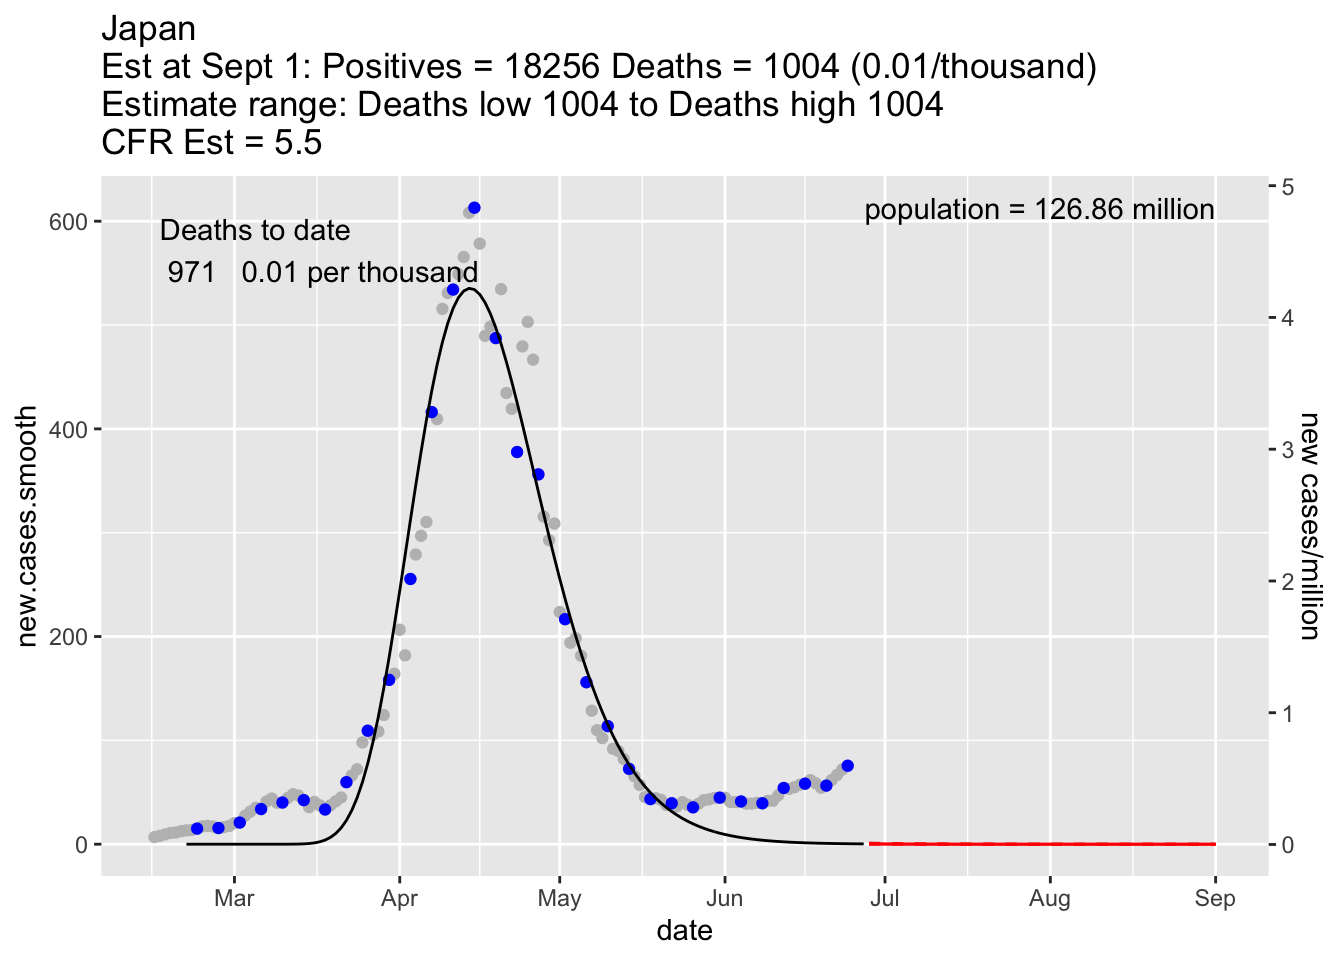 Japan
Est at Sept 1: Positives = 18256 Deaths = 1004 (0.01/thousand)
Estimate range: Deaths low 1004 to Deaths high 1004
CFR Est = 5.5
Deaths to date
971 0.01 per thousand
population = 126.86 million
new.cases.smooth
600
400
200
0
5
4
3
2
1
0
new cases/million
Mar Apr May Jun Jul Aug Sep
date